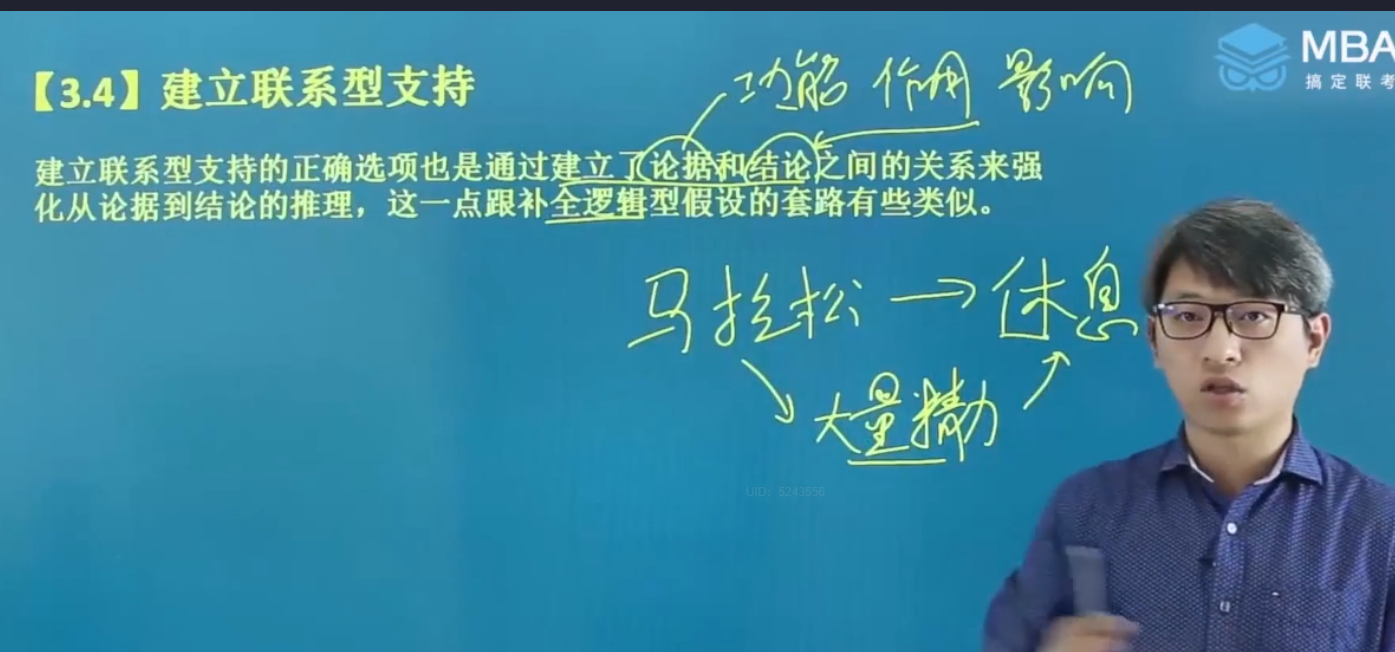 MBA
搞定联考
【3.4】建立联系型支持
功能 作用 影响
建立联系型支持的正确选项也是通过建立了论据和结论之间的关系来强
化从论据到结论的推理，这一点跟补全逻辑型假设的套路有些类似。
马拉松 → 休息
大量精力
UID: 5243556